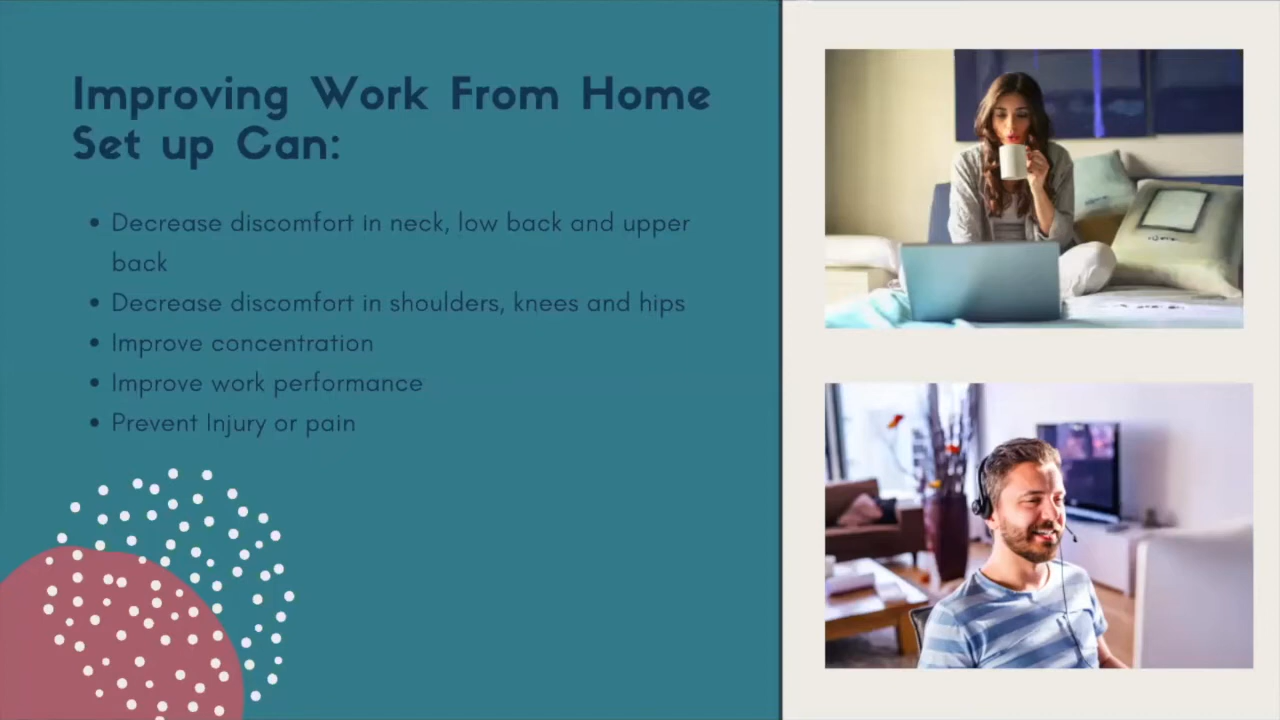 Improving Work From Home
Set up Can:
• Decrease discomfort in neck, low back and upper
back
• Decrease discomfort in shoulders, knees and hips
• Improve concentration
• Improve work performance
• Prevent Injury or pain